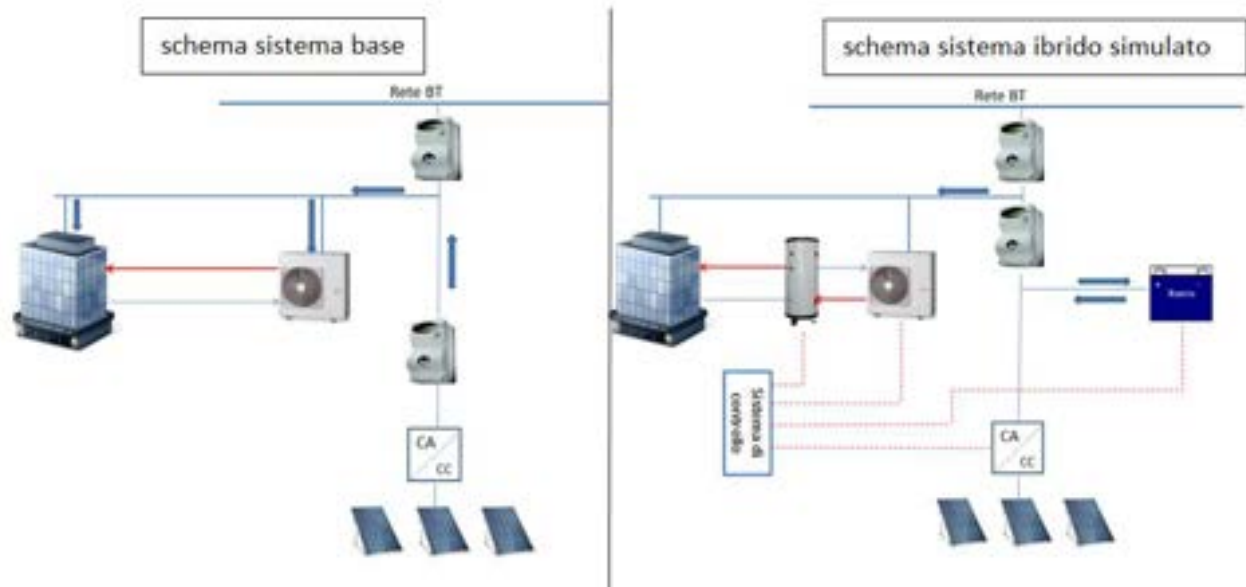 schema sistema base
schema sistema ibrido simulato
Rete BT
Rete BT
Sistema di
controllo
CA
CC
CA
CC